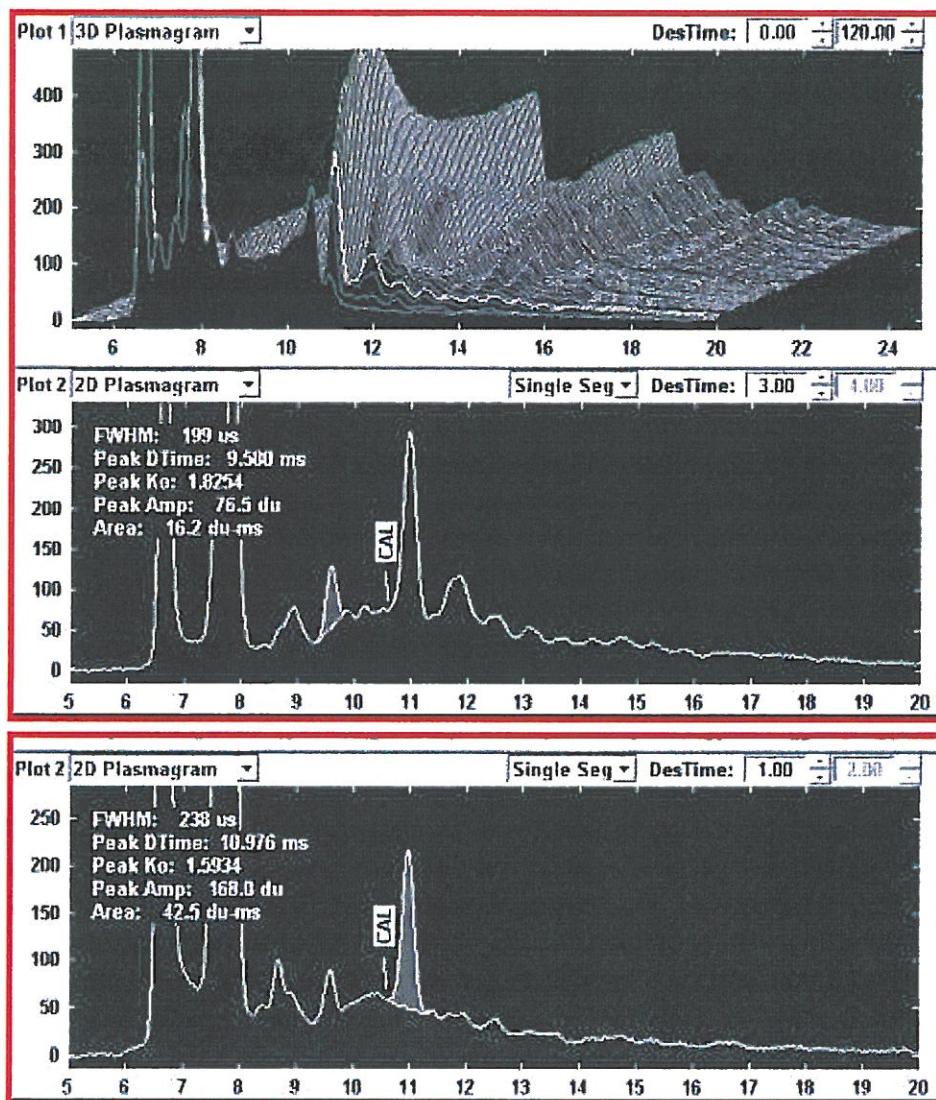 Plot 1 3D Plasmagram DesTime: 0.00 120.00
400
300
200
100
0
6 8 10 12 14 16 18 20 22 24
Plot 2 2D Plasmagram Single Seg DesTime: 3.00 4.00
300
250
200
150
100
50
0
FWHM: 199 us
Peak DTime: 9.580 ms
Peak Ko: 1.8254
Peak Amp: 76.5 du
Area: 16.2 du-ms
CAL
5 6 7 8 9 10 11 12 13 14 15 16 17 18 19 20
Plot 2 2D Plasmagram Single Seg DesTime: 1.00 2.00
250
200
150
100
50
0
FWHM: 238 us
Peak DTime: 10.976 ms
Peak Ko: 1.5934
Peak Amp: 168.0 du
Area: 42.5 du-ms
CAL
5 6 7 8 9 10 11 12 13 14 15 16 17 18 19 20